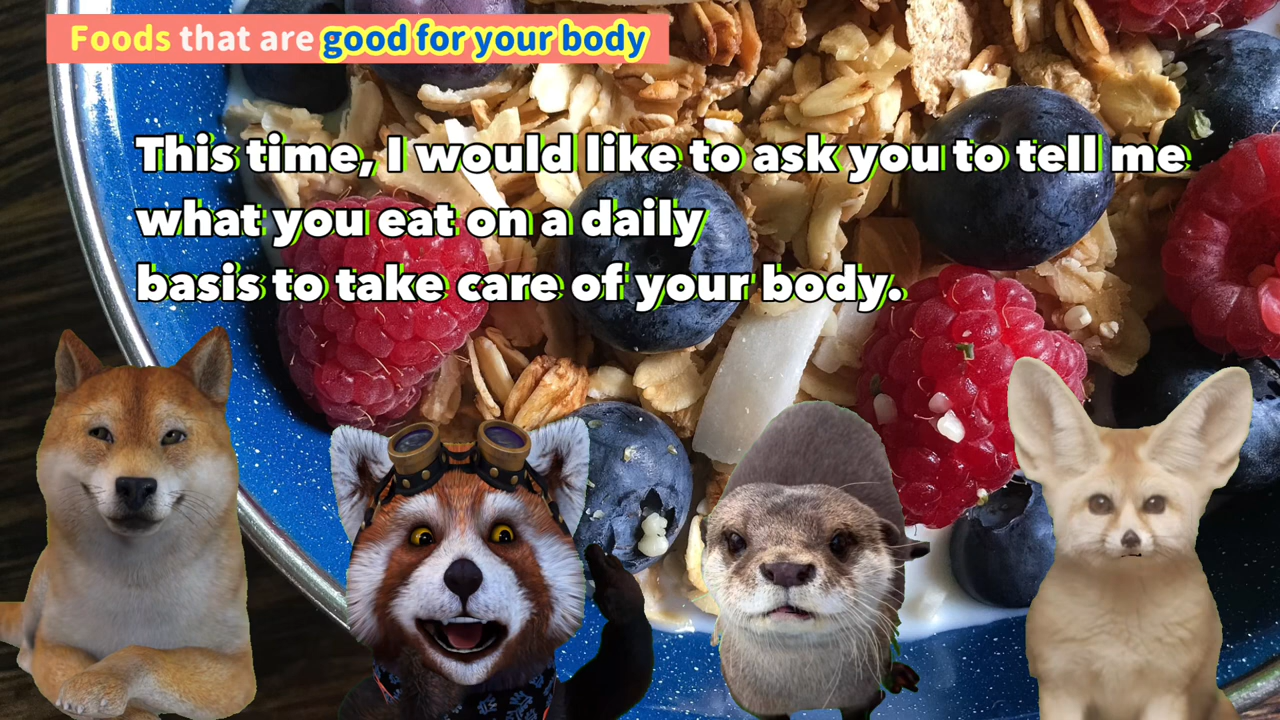 Foods that are good for your body
This time, I would like to ask you to tell me
what you eat on a daily
basis to take care of your body.